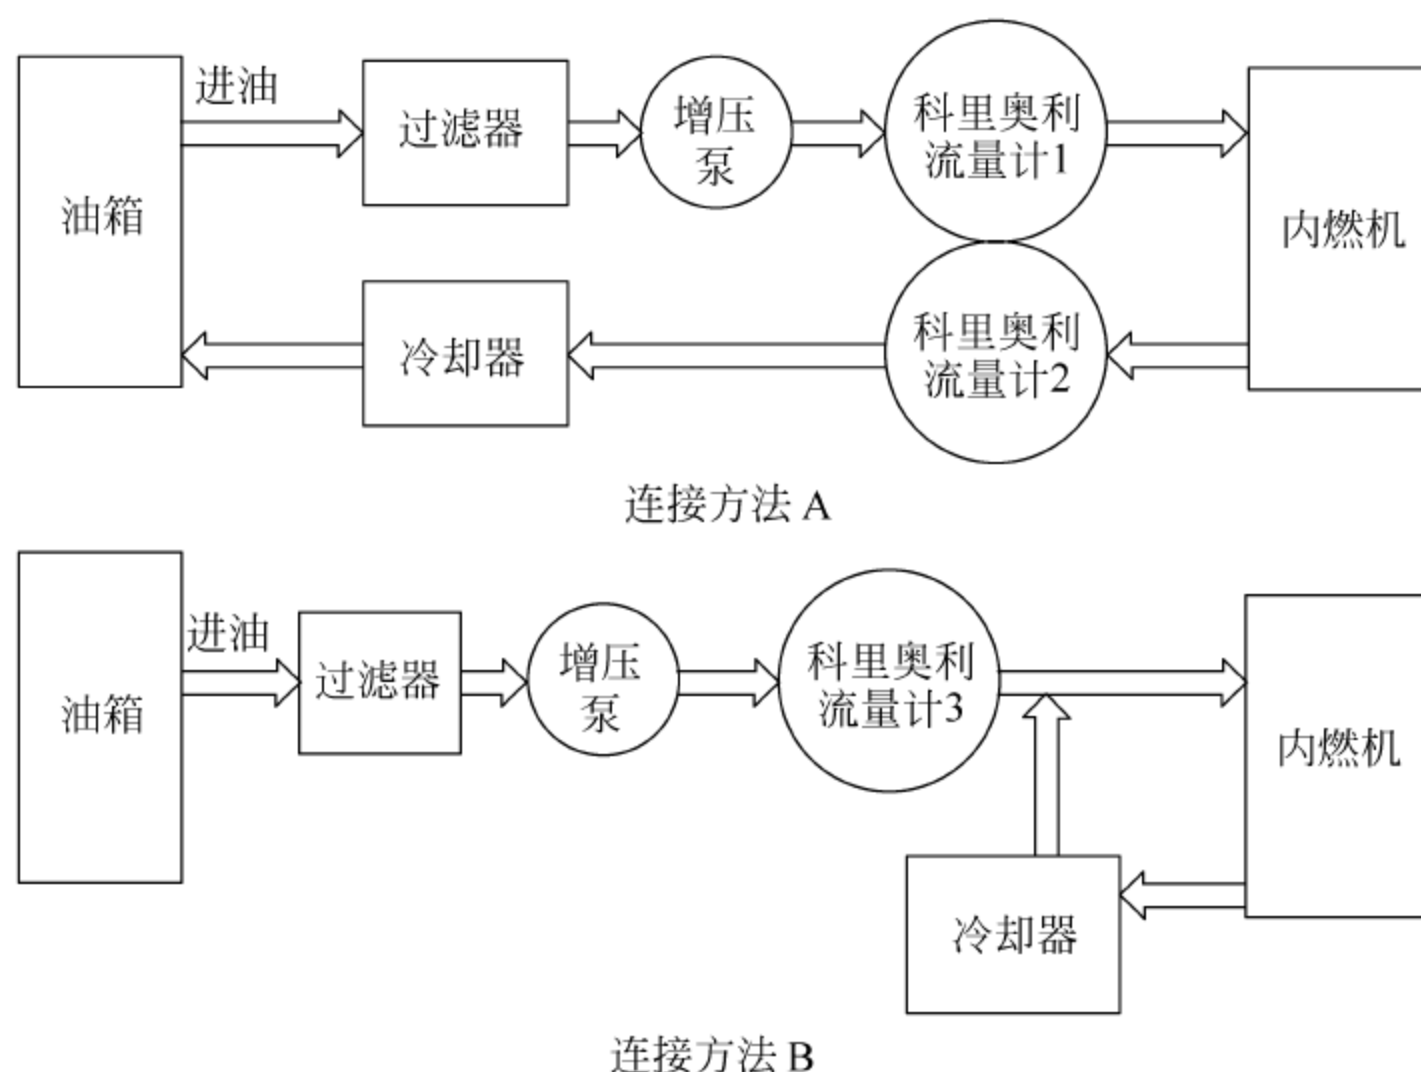 进油
油箱
过滤器
增压
泵
科里奥利
流量计1
内燃机
冷却器
科里奥利
流量计2
连接方法 A
进油
油箱
过滤器
增压
泵
科里奥利
流量计3
内燃机
冷却器
连接方法 B